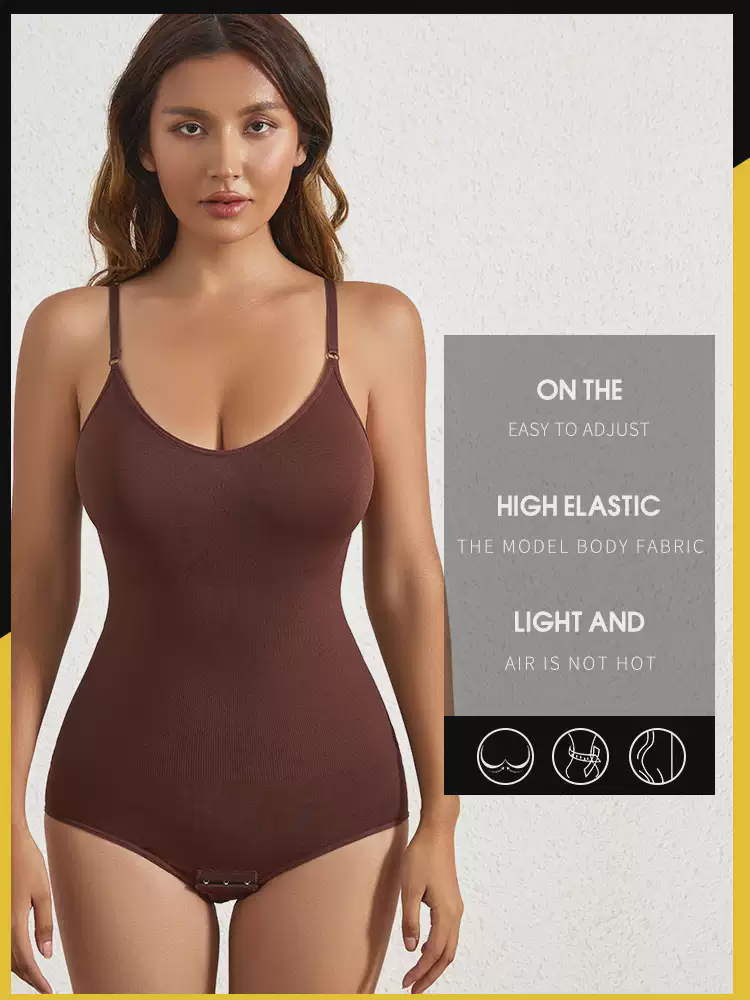 ON THE
EASY TO ADJUST
HIGH ELASTIC
THE MODEL BODY FABRIC
LIGHT AND
AIR IS NOT HOT